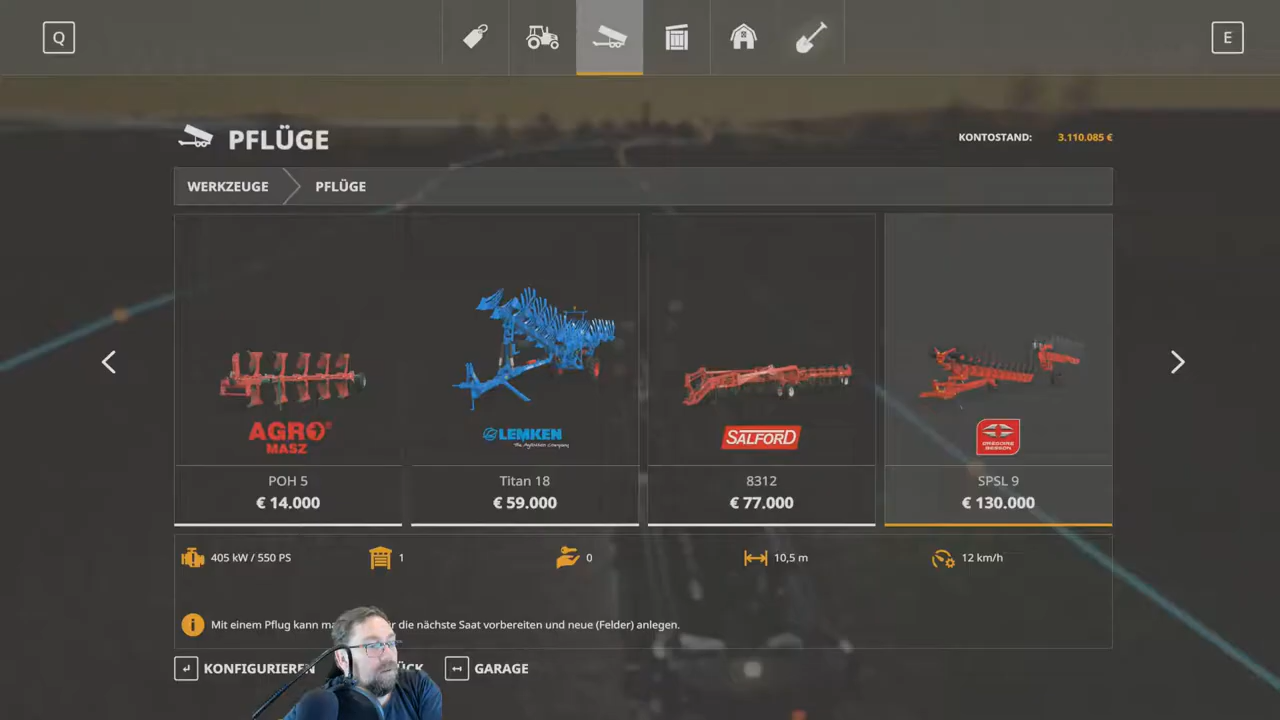 Q
E
PFLÜGE
KONTOSTAND: 3.110.085 €
WERKZEUGE PFLÜGE
AGRO MASZ
LEMKEN
SALFORD
GREGOIRE BESSON
POH 5
Titan 18
8312
SPSL 9
€ 14.000
€ 59.000
€ 77.000
€ 130.000
405 kW / 550 PS
1
0
10,5 m
12 km/h
Mit einem Pflug kann die nächste Saat vorbereiten und neue (Felder) anlegen.
KONFIGURIEREN
GARAGE